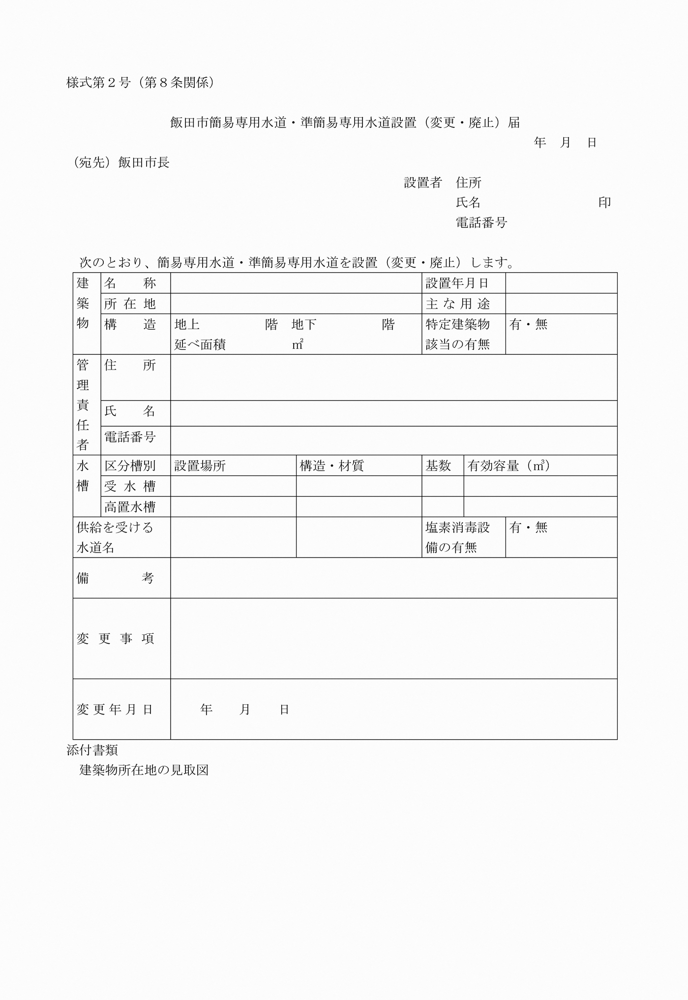 様式第２号（第８条関係）
飯田市簡易専用水道・準簡易専用水道設置（変更・廃止）届
年　月　日
（宛先）飯田市長
設置者　住所
氏名　　　　　　　　　印
電話番号
次のとおり、簡易専用水道・準簡易専用水道を設置（変更・廃止）します。
建築物
名　　称
設置年月日
所在地
主な用途
構　　造
地上　　　　　階　地下　　　　　階
延べ面積　　　　　㎡
特定建築物
該当の有無
有・無
管理責任者
住　　所
氏　　名
電話番号
水槽
区分槽別
設置場所
構造・材質
基数
有効容量（㎥）
受水槽
高置水槽
供給を受ける
水道名
塩素消毒設
備の有無
有・無
備　　　　考
変更事項
変更年月日
年　　月　　日
添付書類
建築物所在地の見取図